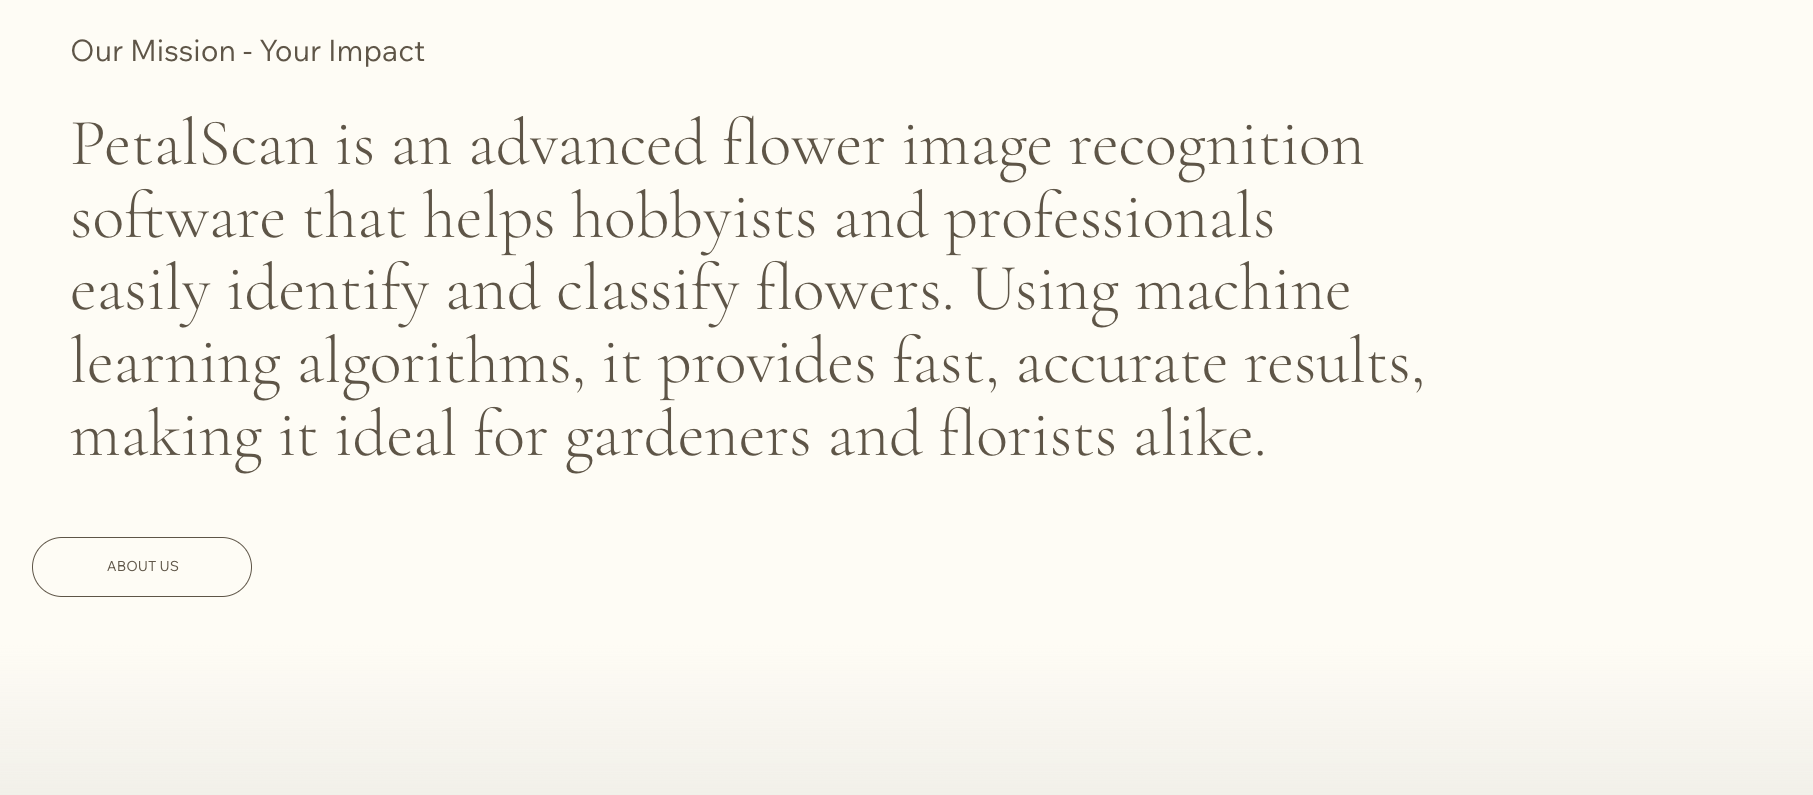 Our Mission - Your Impact
PetalScan is an advanced flower image recognition
software that helps hobbyists and professionals
easily identify and classify flowers. Using machine
learning algorithms, it provides fast, accurate results,
making it ideal for gardeners and florists alike.
ABOUT US